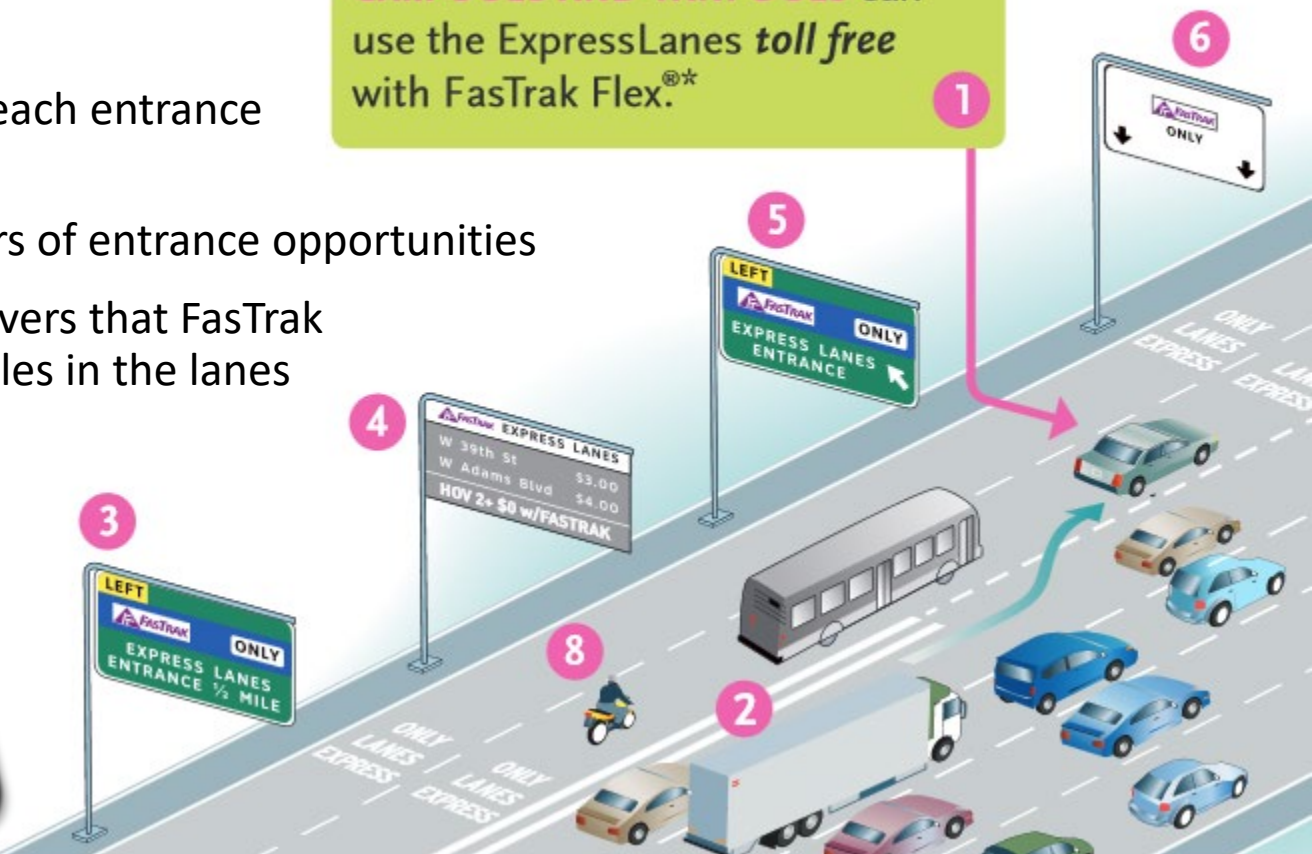 use the ExpressLanes toll free
with FasTrak Flex.®*
each entrance
rs of entrance opportunities
vers that FasTrak
les in the lanes
1
6
FASTRAK
ONLY
5
LEFT
FASTRAK
ONLY
EXPRESS LANES
ENTRANCE
4
FASTRAK EXPRESS LANES
W 39th St $3.00
W Adams Blvd $4.00
HOV 2+ $0 w/FASTRAK
3
LEFT
FASTRAK
ONLY
EXPRESS LANES
ENTRANCE ½ MILE
8
2
ONLY
LANES
EXPRESS
ONLY
LANES
EXPRESS
ONLY
LANES
EXPRESS
EXPRESS